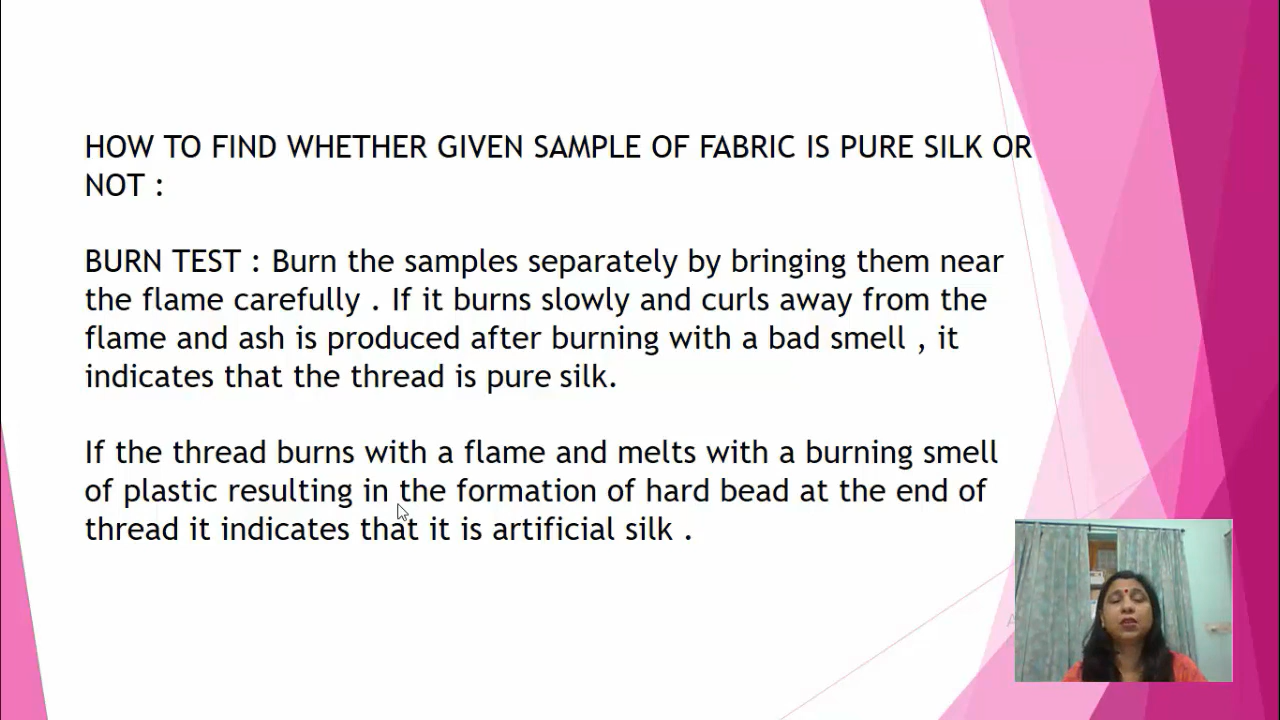 HOW TO FIND WHETHER GIVEN SAMPLE OF FABRIC IS PURE SILK OR
NOT :
BURN TEST : Burn the samples separately by bringing them near
the flame carefully . If it burns slowly and curls away from the
flame and ash is produced after burning with a bad smell , it
indicates that the thread is pure silk.
If the thread burns with a flame and melts with a burning smell
of plastic resulting in the formation of hard bead at the end of
thread it indicates that it is artificial silk .